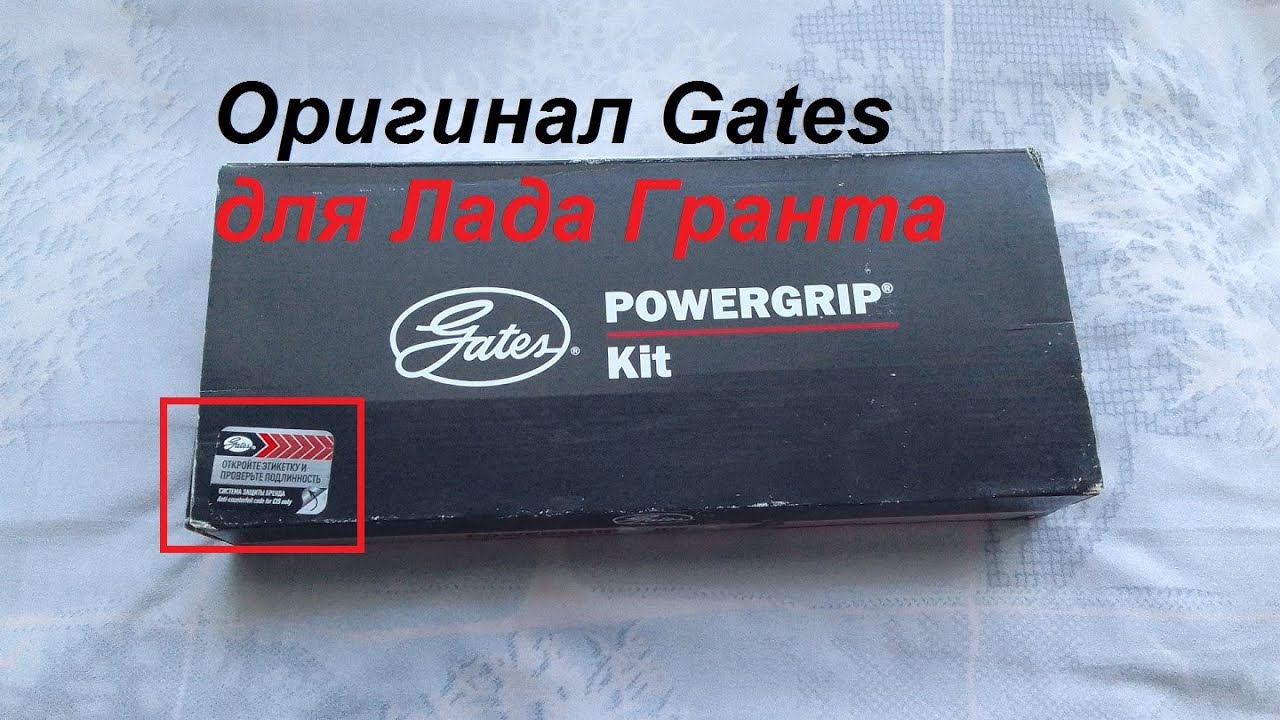 Оригинал Gates
для Лада Гранта
Gates®
POWERGRIP®
Kit
Gates®
ОТКРОЙТЕ ЭТИКЕТКУ И
ПРОВЕРЬТЕ ПОДЛИННОСТЬ
СИСТЕМА ЗАЩИТЫ БРЕНДА
Anti-counterfeit code for CIS only